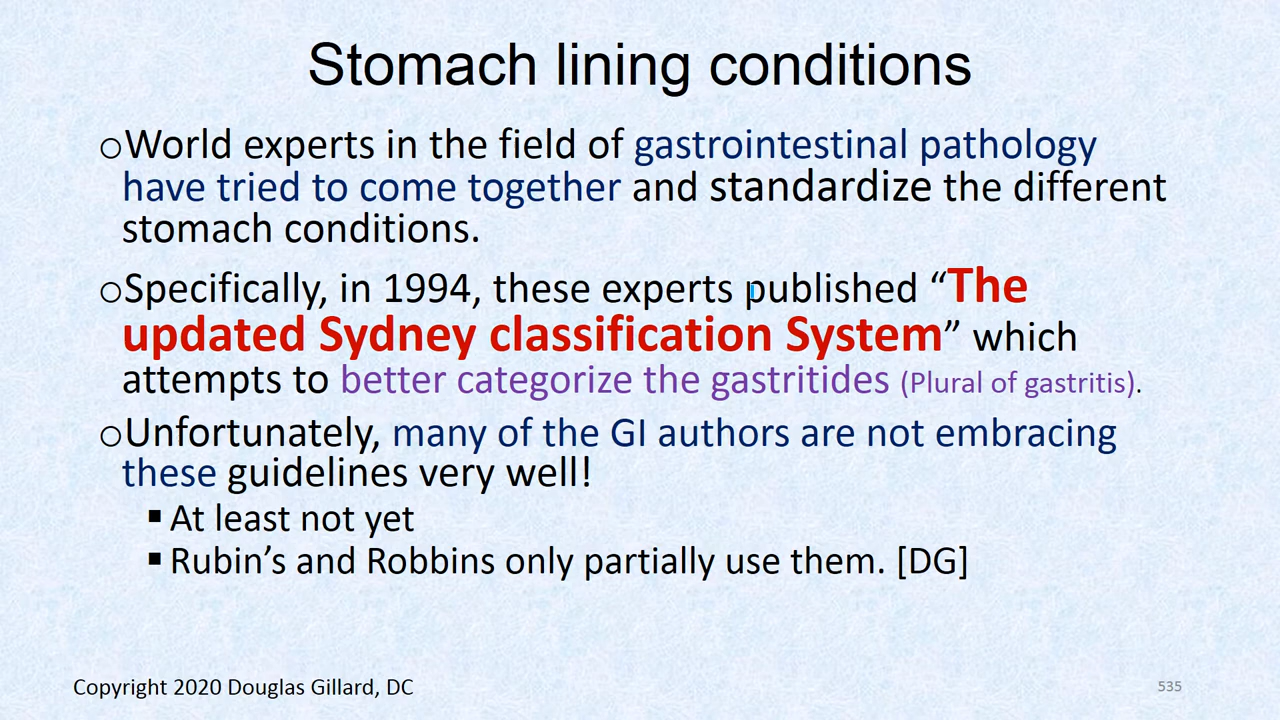 Stomach lining conditions
○World experts in the field of gastrointestinal pathology
have tried to come together and standardize the different
stomach conditions.
○Specifically, in 1994, these experts published “The
updated Sydney classification System” which
attempts to better categorize the gastritides (Plural of gastritis).
○Unfortunately, many of the GI authors are not embracing
these guidelines very well!
▪ At least not yet
▪ Rubin’s and Robbins only partially use them. [DG]
Copyright 2020 Douglas Gillard, DC
535